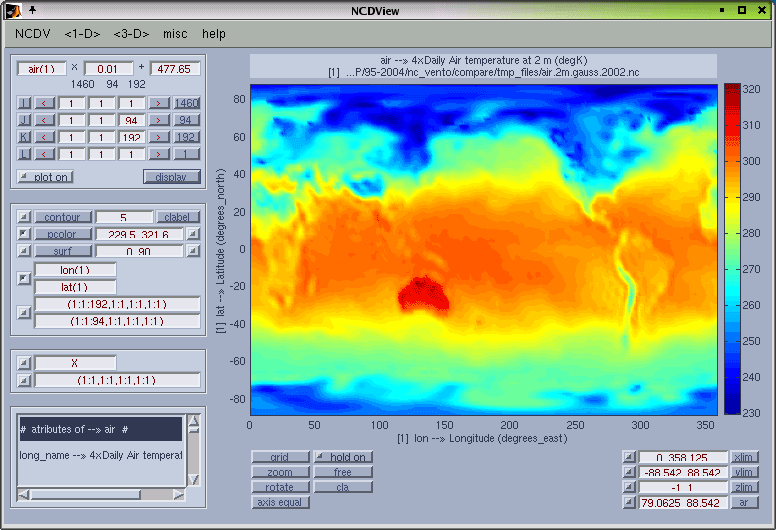 NCDView
NCDV <1-D> <3-D> misc help
air(1) x 0.01 + 477.65
1460 94 192
I < 1 1 1 > 1460
J < 1 1 94 > 94
K < 1 1 192 > 192
L < 1 1 1 > 1
plot on display
contour 5 clabel
pcolor 229.5 321.6
surf 0 90
lon(1)
lat(1)
(1:1:192,1:1,1:1,1:1)
(1:1:94,1:1,1:1,1:1)
X
(1:1,1:1,1:1,1:1)
# atributes of --> air #
long_name --> 4xDaily Air temperat
air --> 4xDaily Air temperature at 2 m (degK)
[1] ...P/95-2004/nc_vento/compare/tmp_files/air.2m.gauss.2002.nc
80
60
40
20
0
-20
-40
-60
-80
[1] lat --> Latitude (degrees_north)
0 50 100 150 200 250 300 350
[1] lon --> Longitude (degrees_east)
320
310
300
290
280
270
260
250
240
230
grid hold on
zoom free
rotate cla
axis equal
0 358.125 xlim
-88.542 88.542 ylim
-1 1 zlim
79.0625 88.542 ar